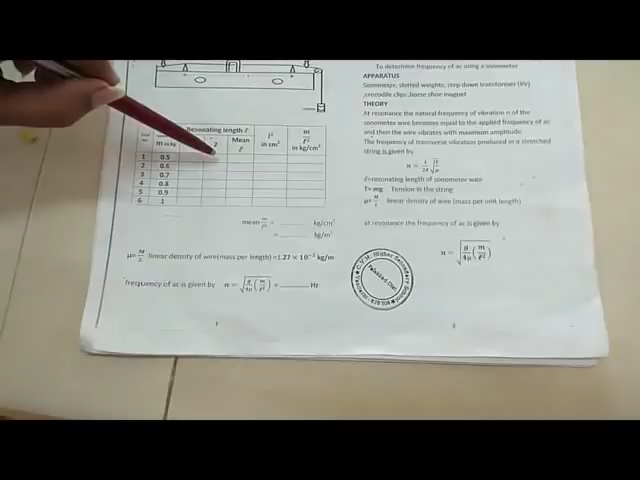 Resonating length ℓ
M in kg
2
Mean ℓ
l² in cm²
m/ℓ² in kg/cm²
1 0.5
2 0.6
3 0.7
4 0.8
5 0.9
6 1
mean m/ℓ² = ........ kg/cm²
= ........ kg/m²
μ= M/L linear density of wire(mass per length) =1.27 × 10⁻³ kg/m
frequency of ac is given by n = √(g/4μ (m/ℓ²)) = ______ Hz
To determine frequency of ac using a sonometer
APPARATUS
Sonometer, slotted weights, step down transformer (6V)
,crocodile clips ,horse shoe magnet
THEORY
At resonance the natural frequency of vibration n of the
sonometer wire becomes equal to the applied frequency of ac
and then the wire vibrates with maximum amplitude
The frequency of transverse vibration produced in a stretched
string is given by
n = 1/2ℓ √(T/μ)
ℓ=resonating length of sonometer wire
T= mg Tension in the string
μ= M/L linear density of wire (mass per unit length)
at resonance the frequency of ac is given by
n = √(g/4μ (m/ℓ²))
Higher Secondary School